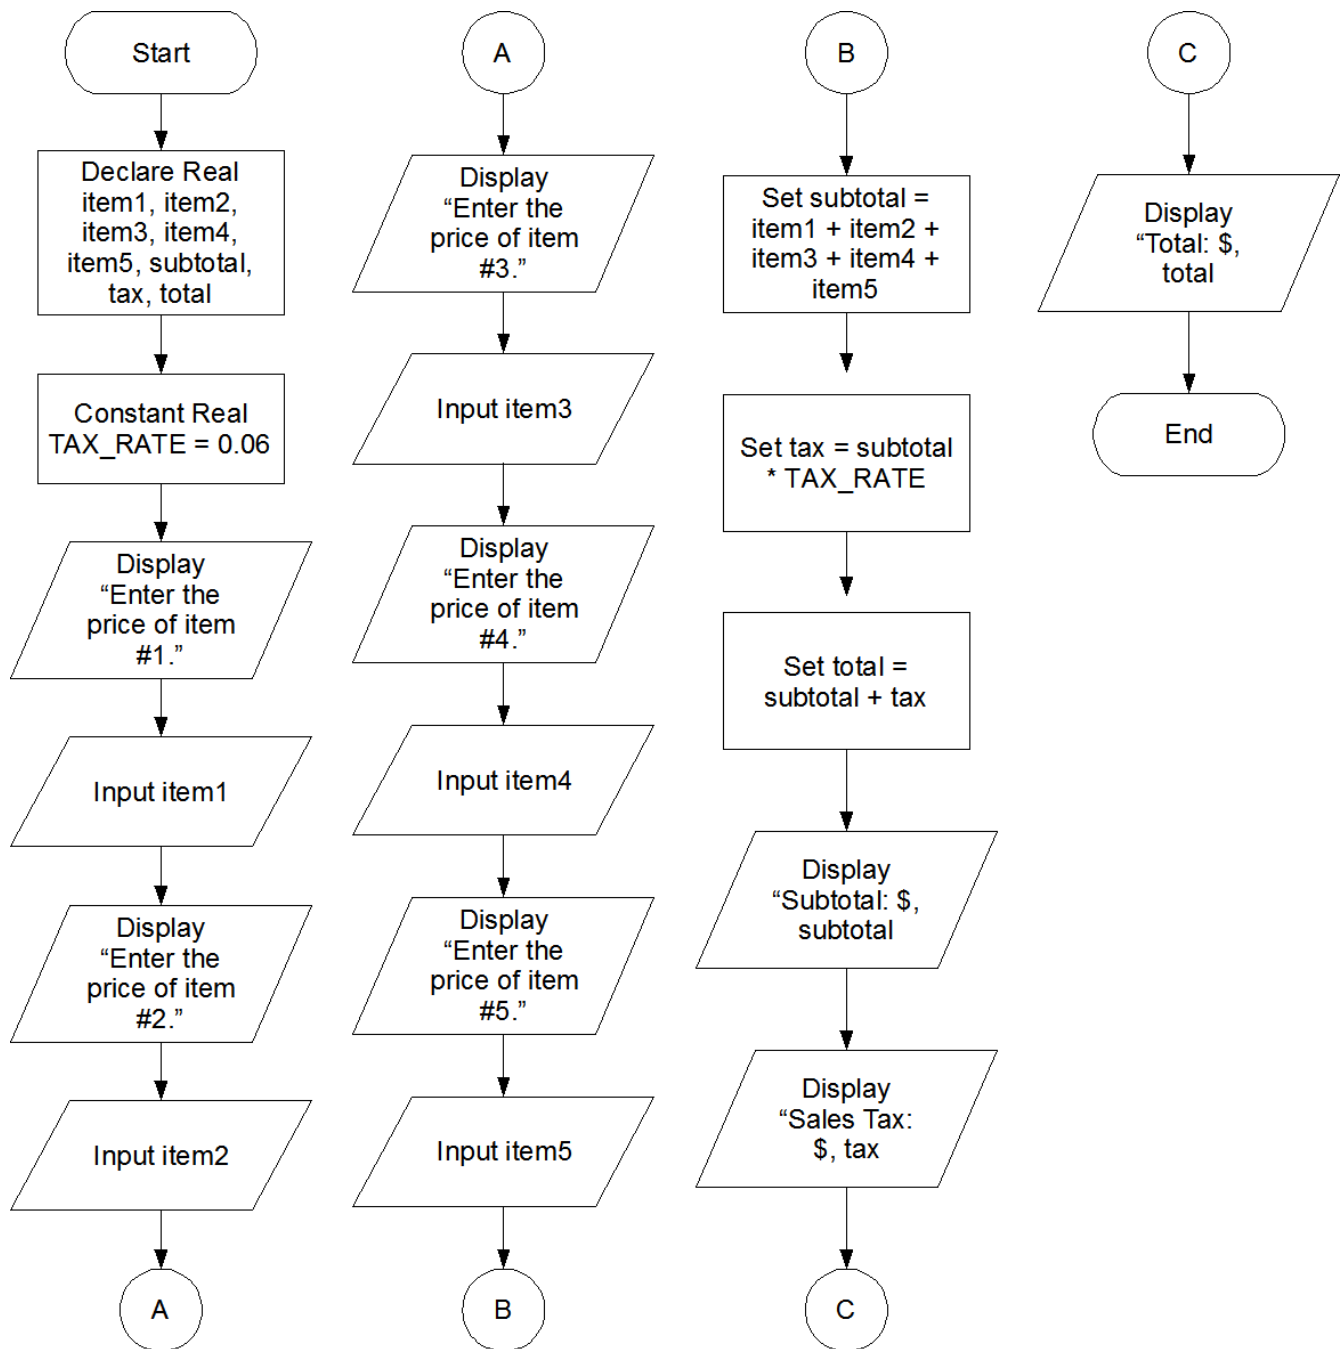 Start
Declare Real
item1, item2,
item3, item4,
item5, subtotal,
tax, total
Constant Real
TAX_RATE = 0.06
Display
“Enter the
price of item
#1.”
Input item1
Display
“Enter the
price of item
#2.”
Input item2
A
A
Display
“Enter the
price of item
#3.”
Input item3
Display
“Enter the
price of item
#4.”
Input item4
Display
“Enter the
price of item
#5.”
Input item5
B
B
Set subtotal =
item1 + item2 +
item3 + item4 +
item5
Set tax = subtotal
* TAX_RATE
Set total =
subtotal + tax
Display
“Subtotal: $,
subtotal
Display
“Sales Tax:
$, tax
C
C
Display
“Total: $,
total
End